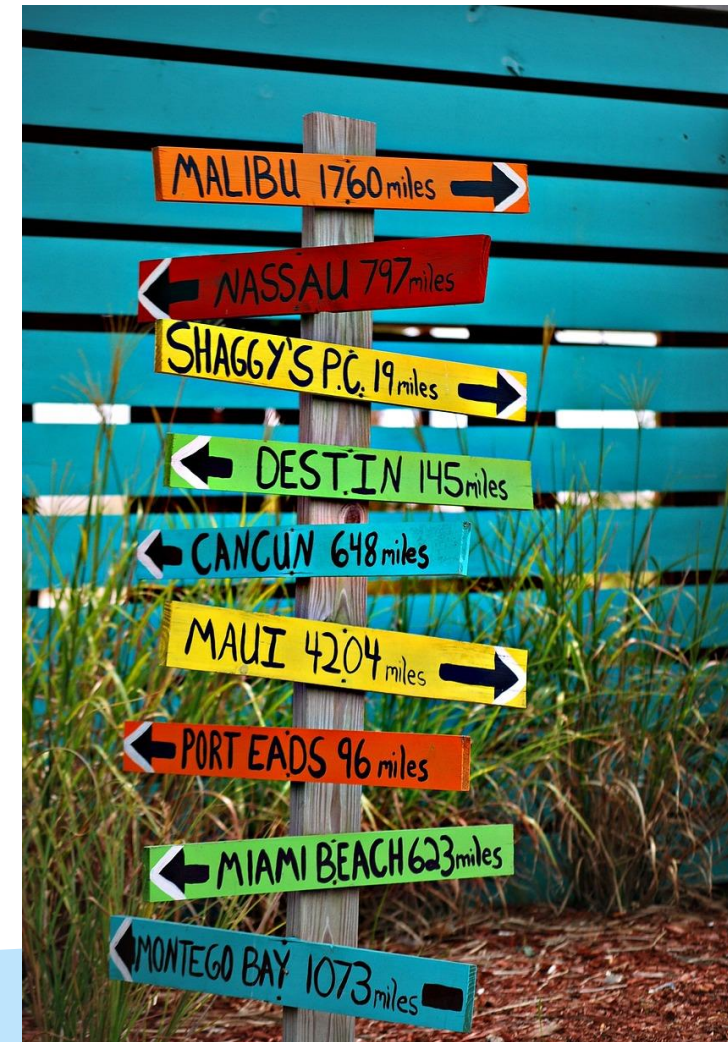 MALIBU 1760 miles
NASSAU 797 miles
SHAGGY'S P.C. 19 miles
DESTIN 145 miles
CANCUN 648 miles
MAUI 4204 miles
PORT EADS 96 miles
MIAMI BEACH 623 miles
MONTEGO BAY 1073 miles